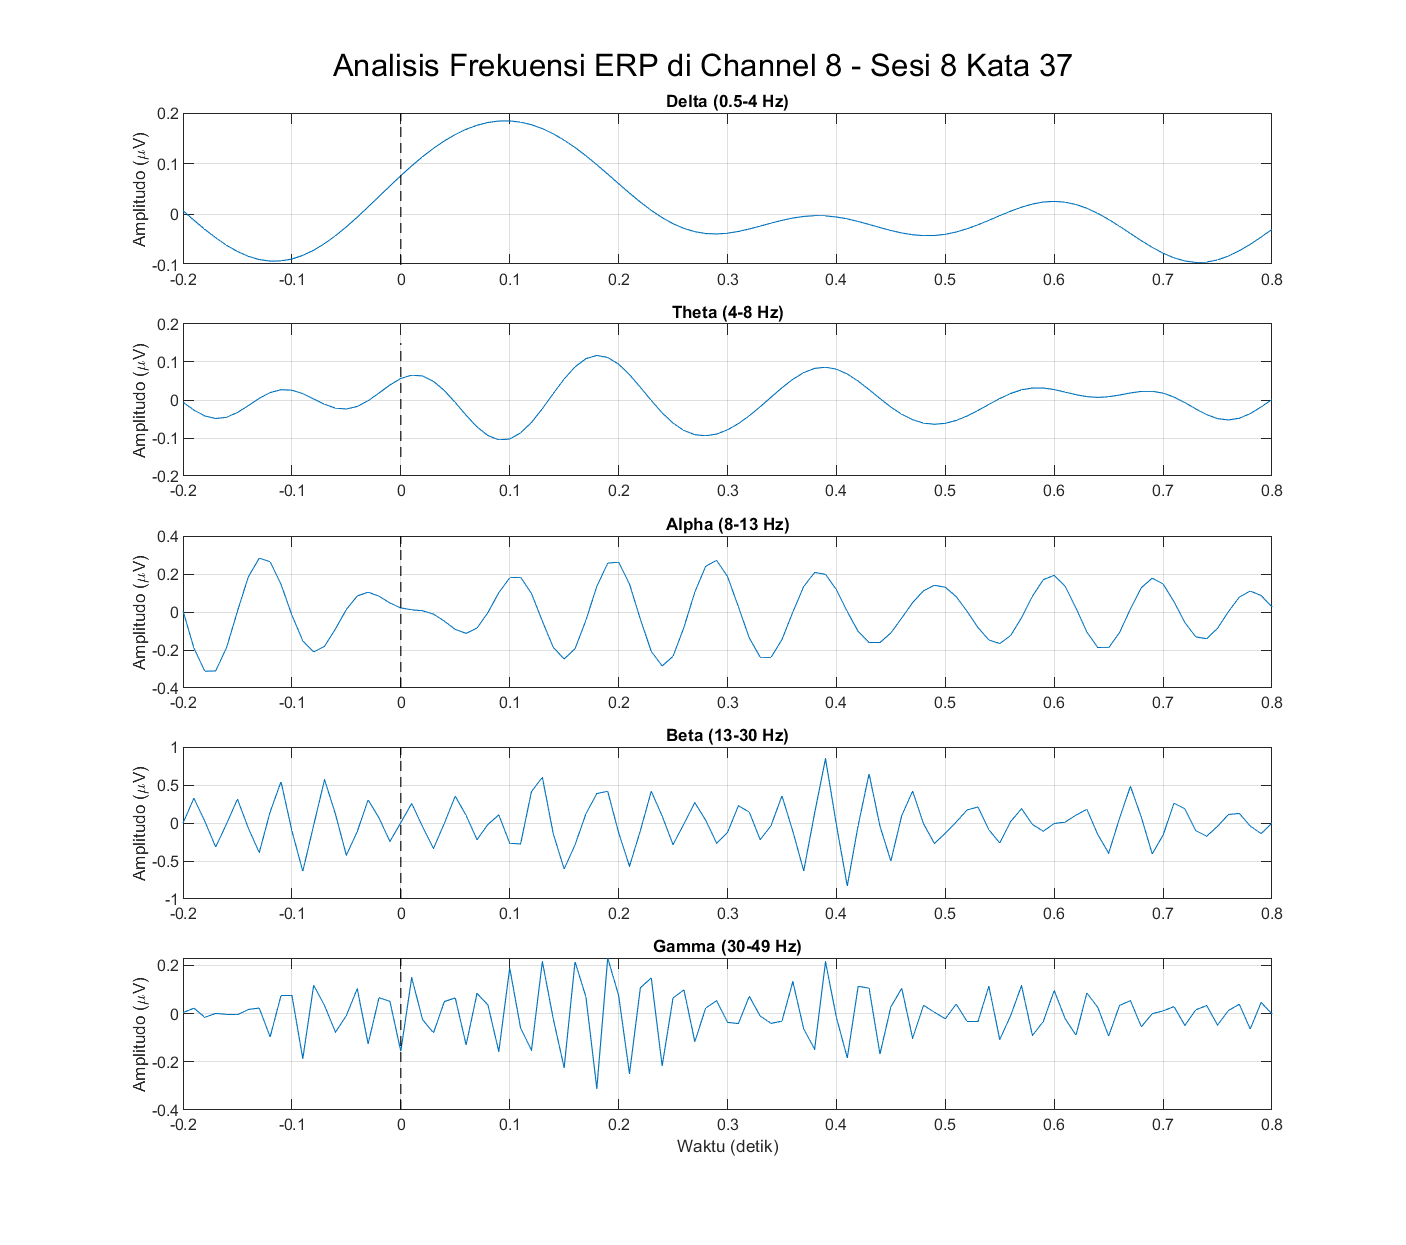 Analisis Frekuensi ERP di Channel 8 - Sesi 8 Kata 37
Delta (0.5-4 Hz)
Amplitudo (μV)
0.2
0.1
0
-0.1
-0.2 -0.1 0 0.1 0.2 0.3 0.4 0.5 0.6 0.7 0.8
Theta (4-8 Hz)
Amplitudo (μV)
0.2
0.1
0
-0.1
-0.2
-0.2 -0.1 0 0.1 0.2 0.3 0.4 0.5 0.6 0.7 0.8
Alpha (8-13 Hz)
Amplitudo (μV)
0.4
0.2
0
-0.2
-0.4
-0.2 -0.1 0 0.1 0.2 0.3 0.4 0.5 0.6 0.7 0.8
Beta (13-30 Hz)
Amplitudo (μV)
1
0.5
0
-0.5
-1
-0.2 -0.1 0 0.1 0.2 0.3 0.4 0.5 0.6 0.7 0.8
Gamma (30-49 Hz)
Amplitudo (μV)
0.2
0
-0.2
-0.4
-0.2 -0.1 0 0.1 0.2 0.3 0.4 0.5 0.6 0.7 0.8
Waktu (detik)